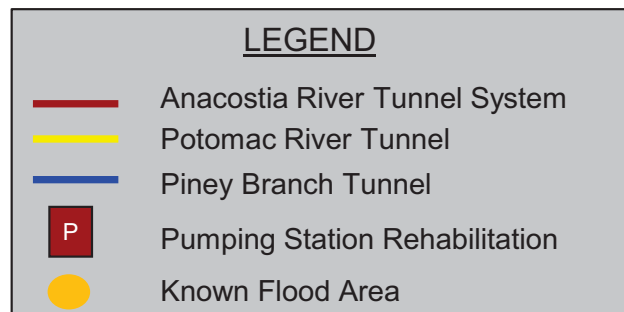 LEGEND
Anacostia River Tunnel System
Potomac River Tunnel
Piney Branch Tunnel
P Pumping Station Rehabilitation
Known Flood Area